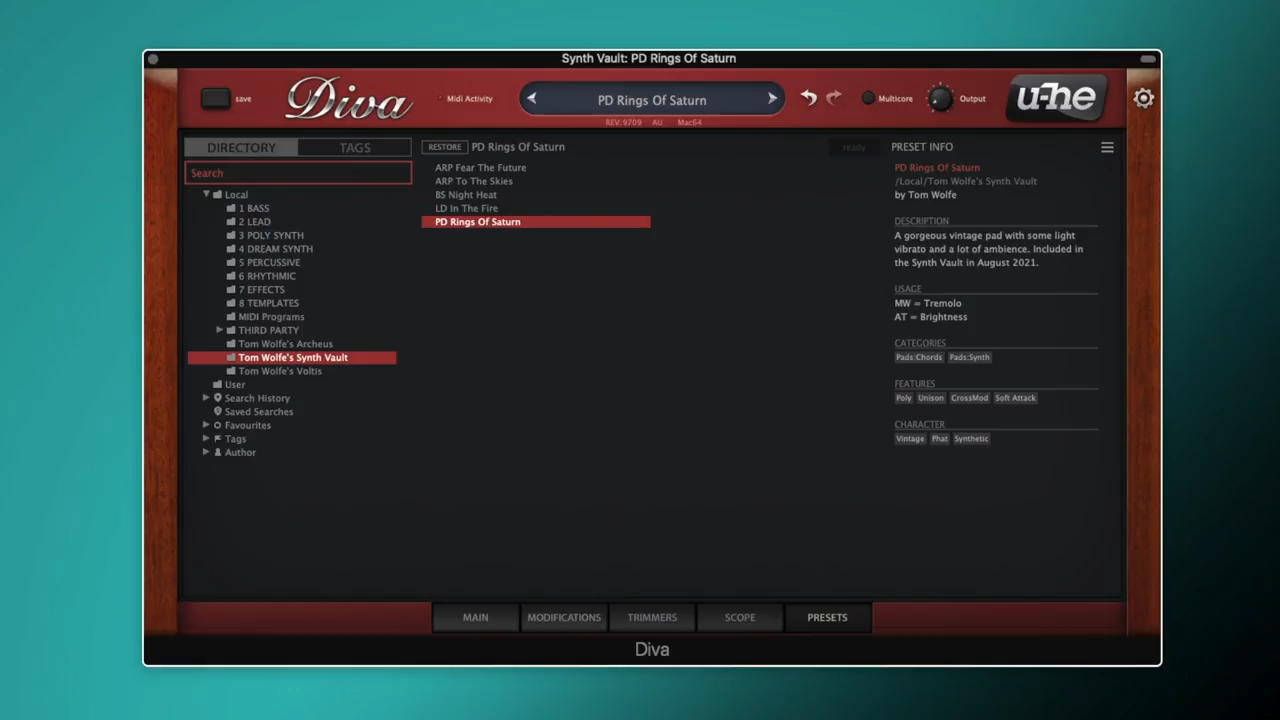 Synth Vault: PD Rings Of Saturn
save
Diva
Midi Activity
PD Rings Of Saturn
Multicore
Output
u-he
REV:9709 AU Mac64
DIRECTORY TAGS
Search
Local
1 BASS
2 LEAD
3 POLY SYNTH
4 DREAM SYNTH
5 PERCUSSIVE
6 RHYTHMIC
7 EFFECTS
8 TEMPLATES
MIDI Programs
THIRD PARTY
Tom Wolfe's Archeus
Tom Wolfe's Synth Vault
Tom Wolfe's Voltis
User
Search History
Saved Searches
Favourites
Tags
Author
RESTORE PD Rings Of Saturn
ready
ARP Fear The Future
ARP To The Skies
BS Night Heat
LD In The Fire
PD Rings Of Saturn
PRESET INFO
PD Rings Of Saturn
/Local/Tom Wolfe's Synth Vault
by Tom Wolfe
DESCRIPTION
A gorgeous vintage pad with some light
vibrato and a lot of ambience. Included in
the Synth Vault in August 2021.
USAGE
MW = Tremolo
AT = Brightness
CATEGORIES
Pads:Chords Pads:Synth
FEATURES
Poly Unison CrossMod Soft Attack
CHARACTER
Vintage Phat Synthetic
MAIN MODIFICATIONS TRIMMERS SCOPE PRESETS
Diva